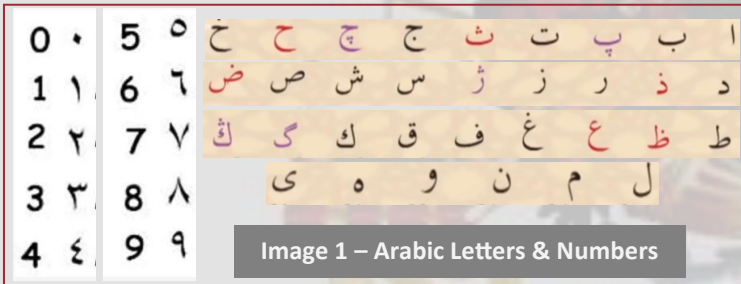 0 ٠
1 ١
2 ٢
3 ٣
4 ٤
5 ٥
6 ٦
7 ٧
8 ٨
9 ٩
ا ب پ ت ث ج چ ح خ
د ذ ر ز ژ س ش ص ض
ط ظ ع غ ف ق ك گ ڭ
ل م ن و ه ى
Image 1 – Arabic Letters & Numbers